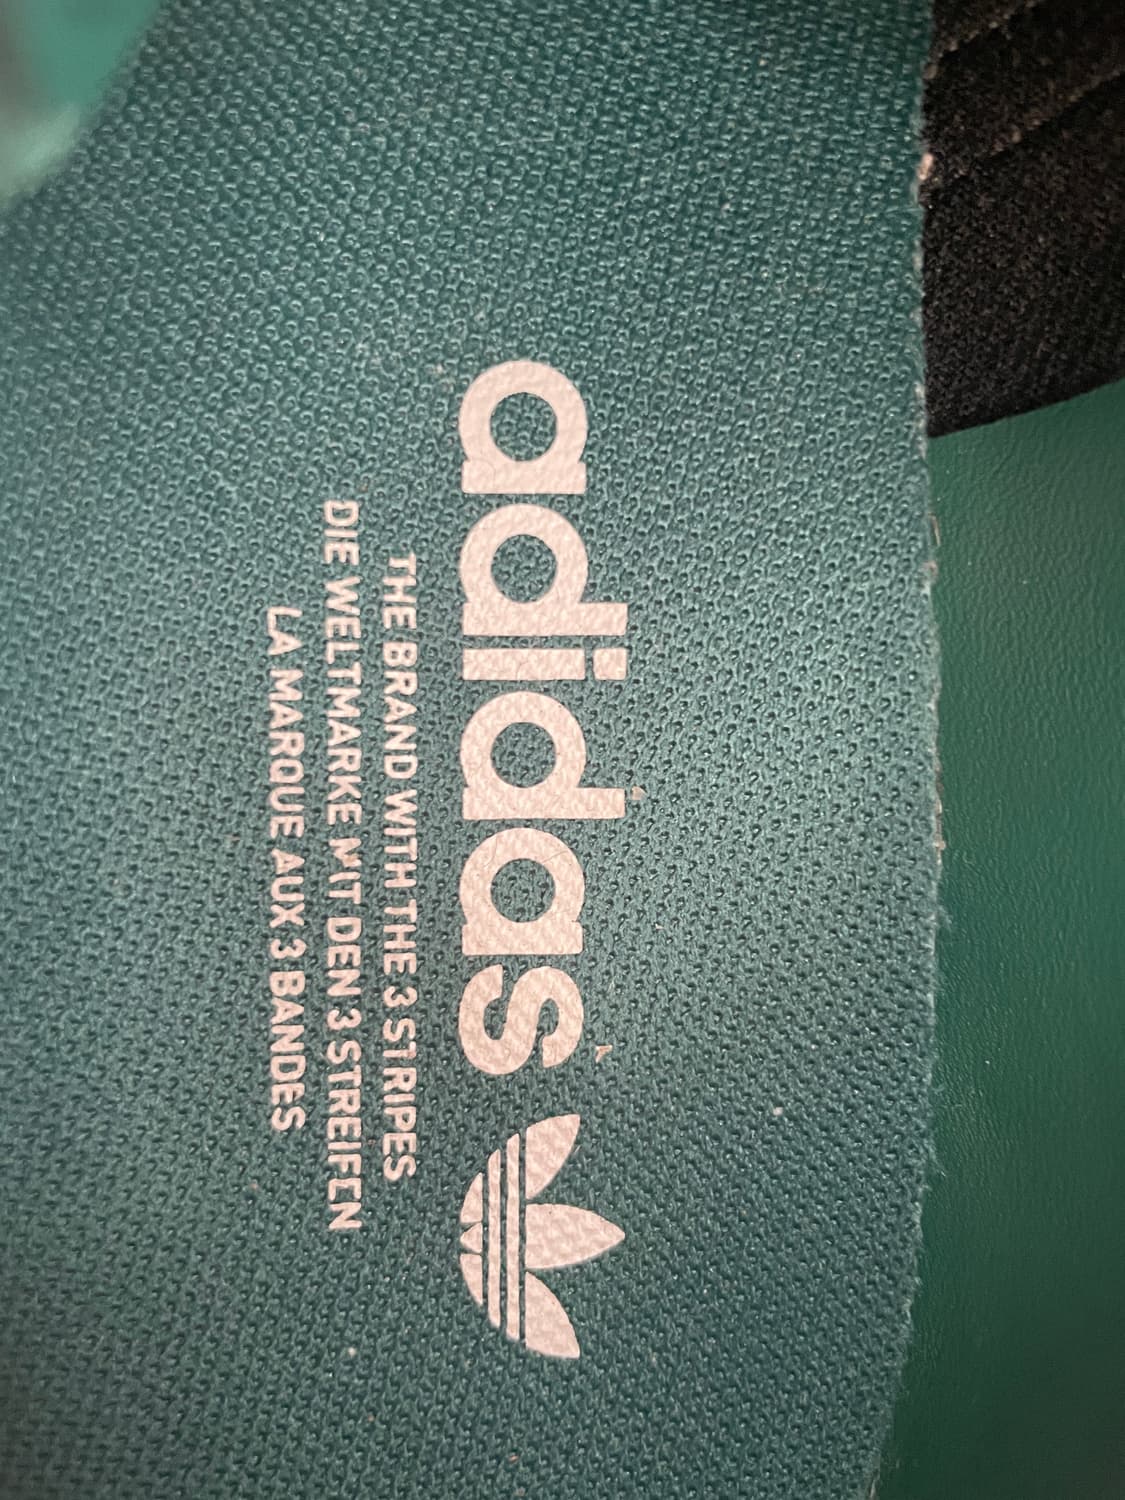 adidas
THE BRAND WITH THE 3 STRIPES
DIE WELTMARKE MIT DEN 3 STREIFEN
LA MARQUE AUX 3 BANDES